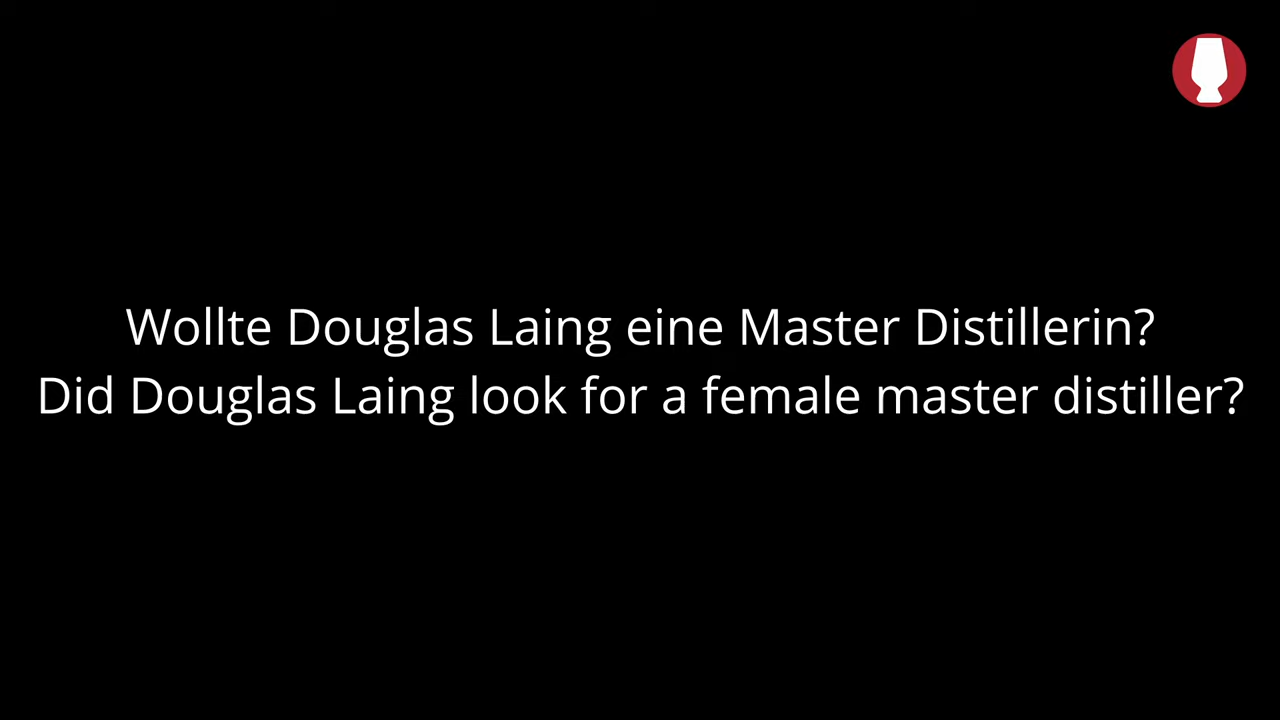 Wollte Douglas Laing eine Master Distillerin?
Did Douglas Laing look for a female master distiller?